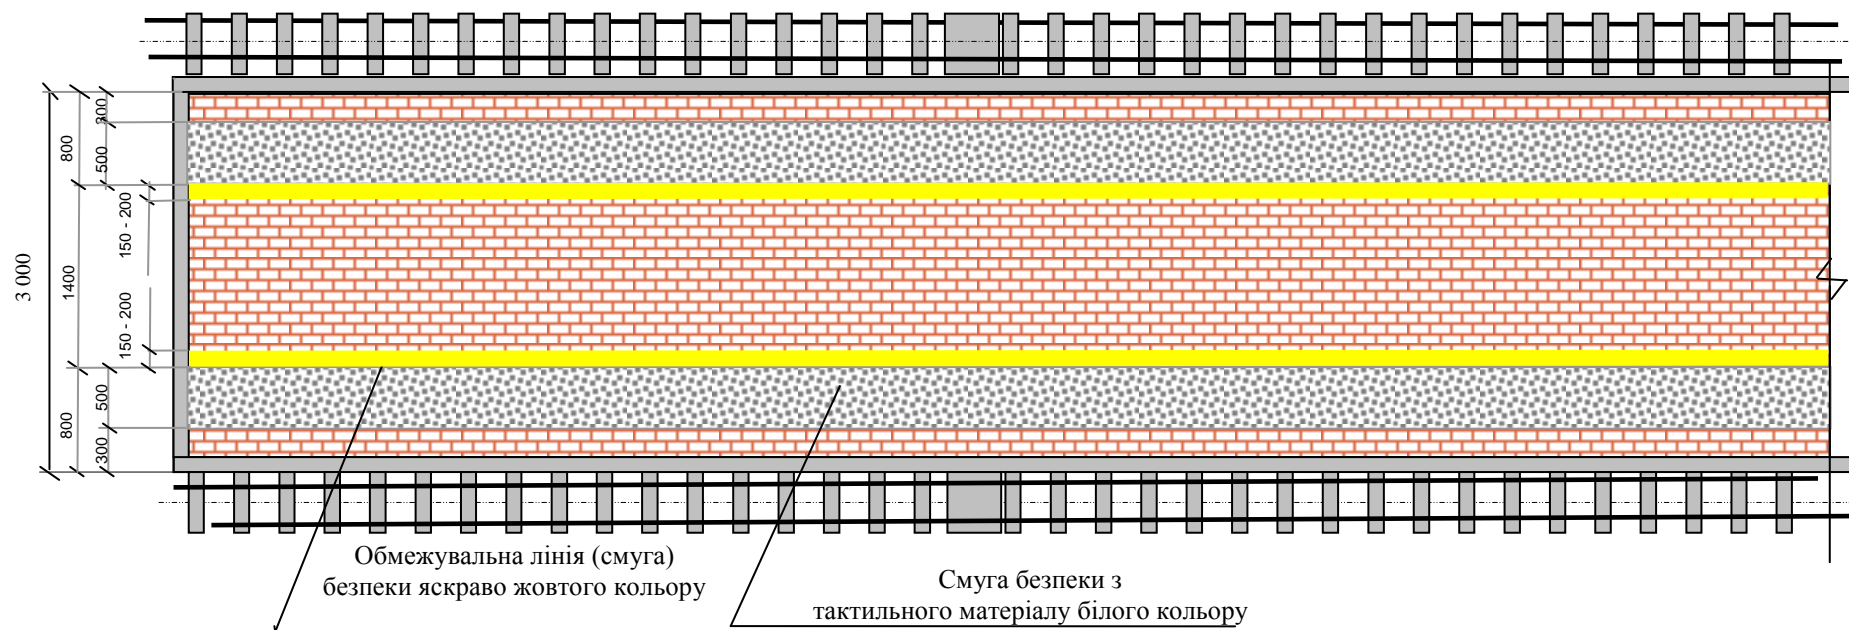 300
800
500
150 - 200
3 000
1400
150 - 200
500
800
300
Обмежувальна лінія (смуга)
безпеки яскраво жовтого кольору
Смуга безпеки з
тактильного матеріалу білого кольору